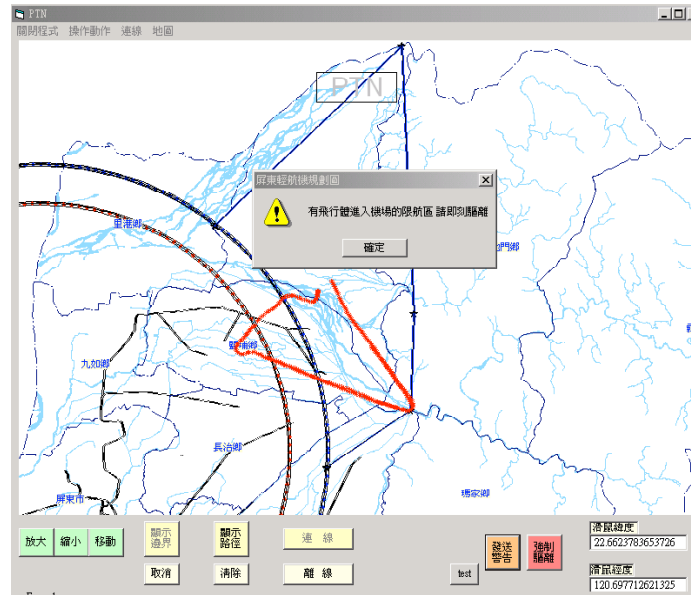 PTN
關閉程式 操作動作 連線 地圖
PTN
屏東輕航機規劃圖
有飛行體進入機場的限航區 請即刻驅離
確定
里港鄉
門鄉
鹽埔鄉
九如鄉
長治鄉
屏東市
瑪家鄉
放大 縮小 移動
顯示
邊界
顯示
路徑
連 線
取消
清除
離 線
test
發送
警告
強制
驅離
滑鼠緯度
22.6623783653726
滑鼠經度
120.697712621325